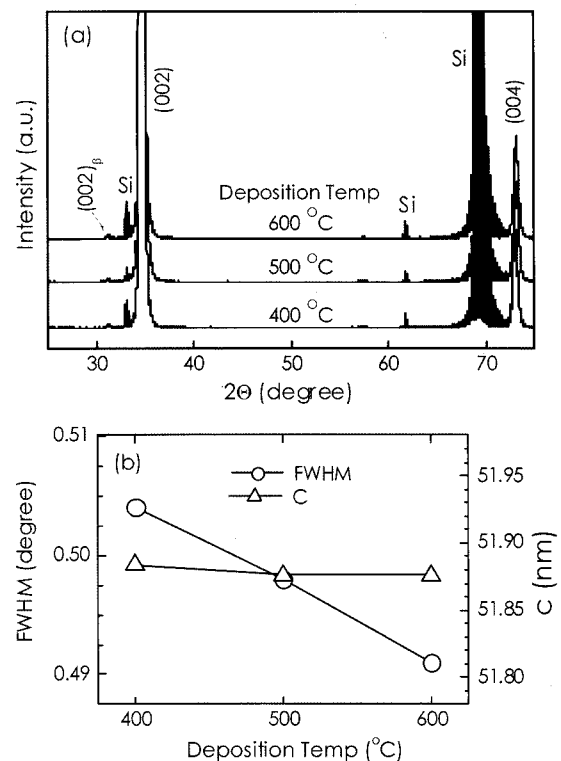 (a)
Intensity (a.u.)
(002)β
Si
(002)
Deposition Temp
600 °C
500 °C
400 °C
Si
Si
(004)
30 40 50 60 70
2Θ (degree)
(b)
FWHM
C
0.51
0.50
0.49
FWHM (degree)
51.95
51.90
51.85
51.80
C (nm)
400 500 600
Deposition Temp (°C)